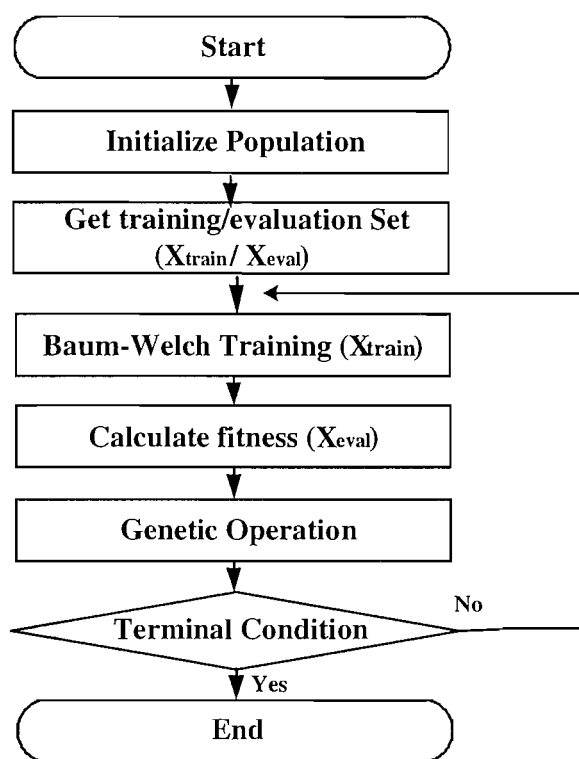 Start
Initialize Population
Get training/evaluation Set
(Xtrain/ Xeval)
Baum-Welch Training (Xtrain)
Calculate fitness (Xeval)
Genetic Operation
Terminal Condition
No
Yes
End